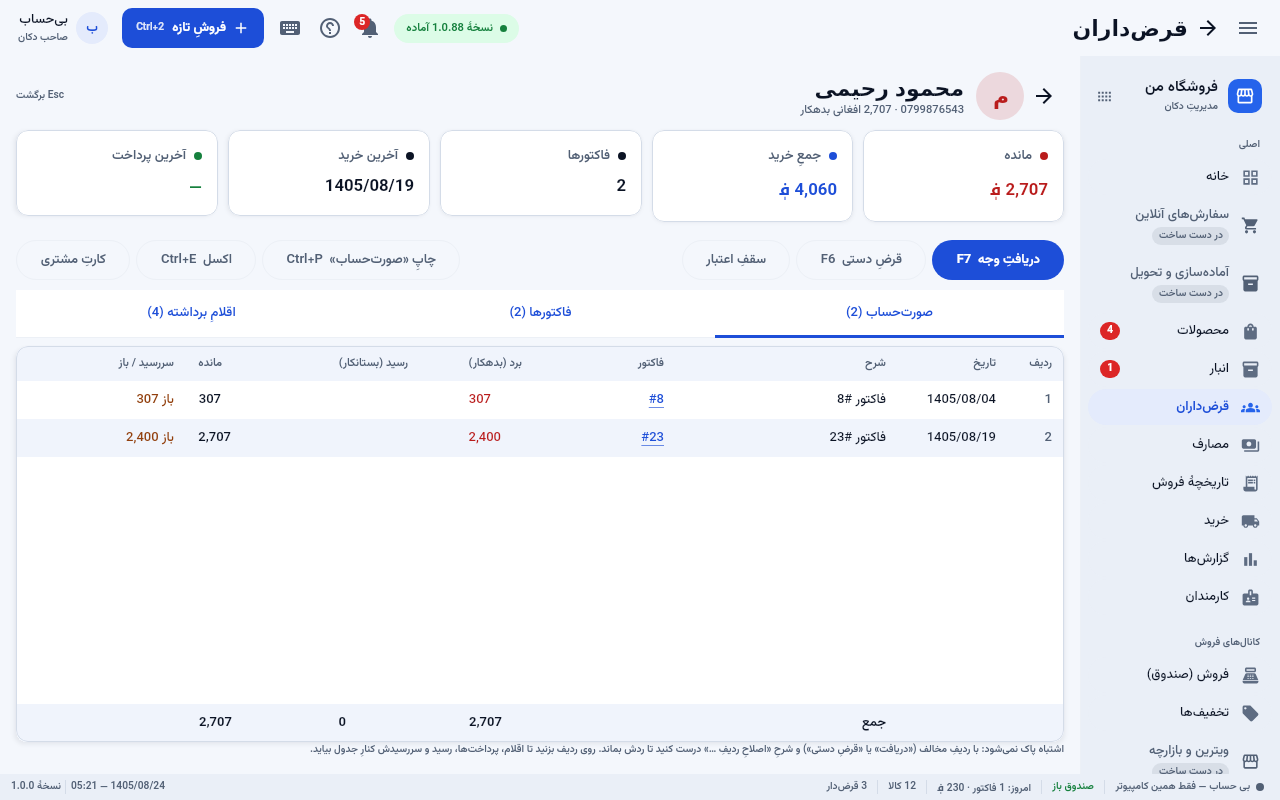 قرض‌داران
نسخهٔ 1.0.88 آماده
5
فروشِ تازه Ctrl+2
ب
بی‌حساب
صاحب دکان
فروشگاه من
مدیریتِ دکان
اصلی
خانه
سفارش‌های آنلاین
در دست ساخت
آماده‌سازی و تحویل
در دست ساخت
محصولات 4
انبار 1
قرض‌داران
مصارف
تاریخچهٔ فروش
خرید
گزارش‌ها
کارمندان
کانال‌های فروش
فروش (صندوق)
تخفیف‌ها
ویترین و بازارچه
در دست ساخت
م
محمود رحیمی
0799876543 · 2,707 افغانی بدهکار
Esc برگشت
مانده
2,707 ؋
جمعِ خرید
4,060 ؋
فاکتورها
2
آخرین خرید
1405/08/19
آخرین پرداخت
—
دریافتِ وجه F7
قرضِ دستی F6
سقفِ اعتبار
چاپِ «صورت‌حساب» Ctrl+P
اکسل Ctrl+E
کارتِ مشتری
صورت‌حساب (2)
فاکتورها (2)
اقلامِ برداشته (4)
ردیف تاریخ شرح فاکتور برد (بدهکار) رسید (بستانکار) مانده سررسید / باز
1 1405/08/04 فاکتور #8 #8 307 307 باز 307
2 1405/08/19 فاکتور #23 #23 2,400 2,707 باز 2,400
جمع 2,707 0 2,707
اشتباه پاک نمی‌شود: با ردیفِ مخالف («دریافت» یا «قرضِ دستی») و شرحِ «اصلاحِ ردیفِ …» درست کنید تا ردش بماند. روی ردیف بزنید تا اقلام، پرداخت‌ها، رسید و سررسیدش کنارِ جدول بیاید.
بی حساب — فقط همین کامپیوتر
صندوق باز
امروز: 1 فاکتور · 230 ؋
12 کالا
3 قرض‌دار
1405/08/24 — 05:21
نسخهٔ 1.0.0